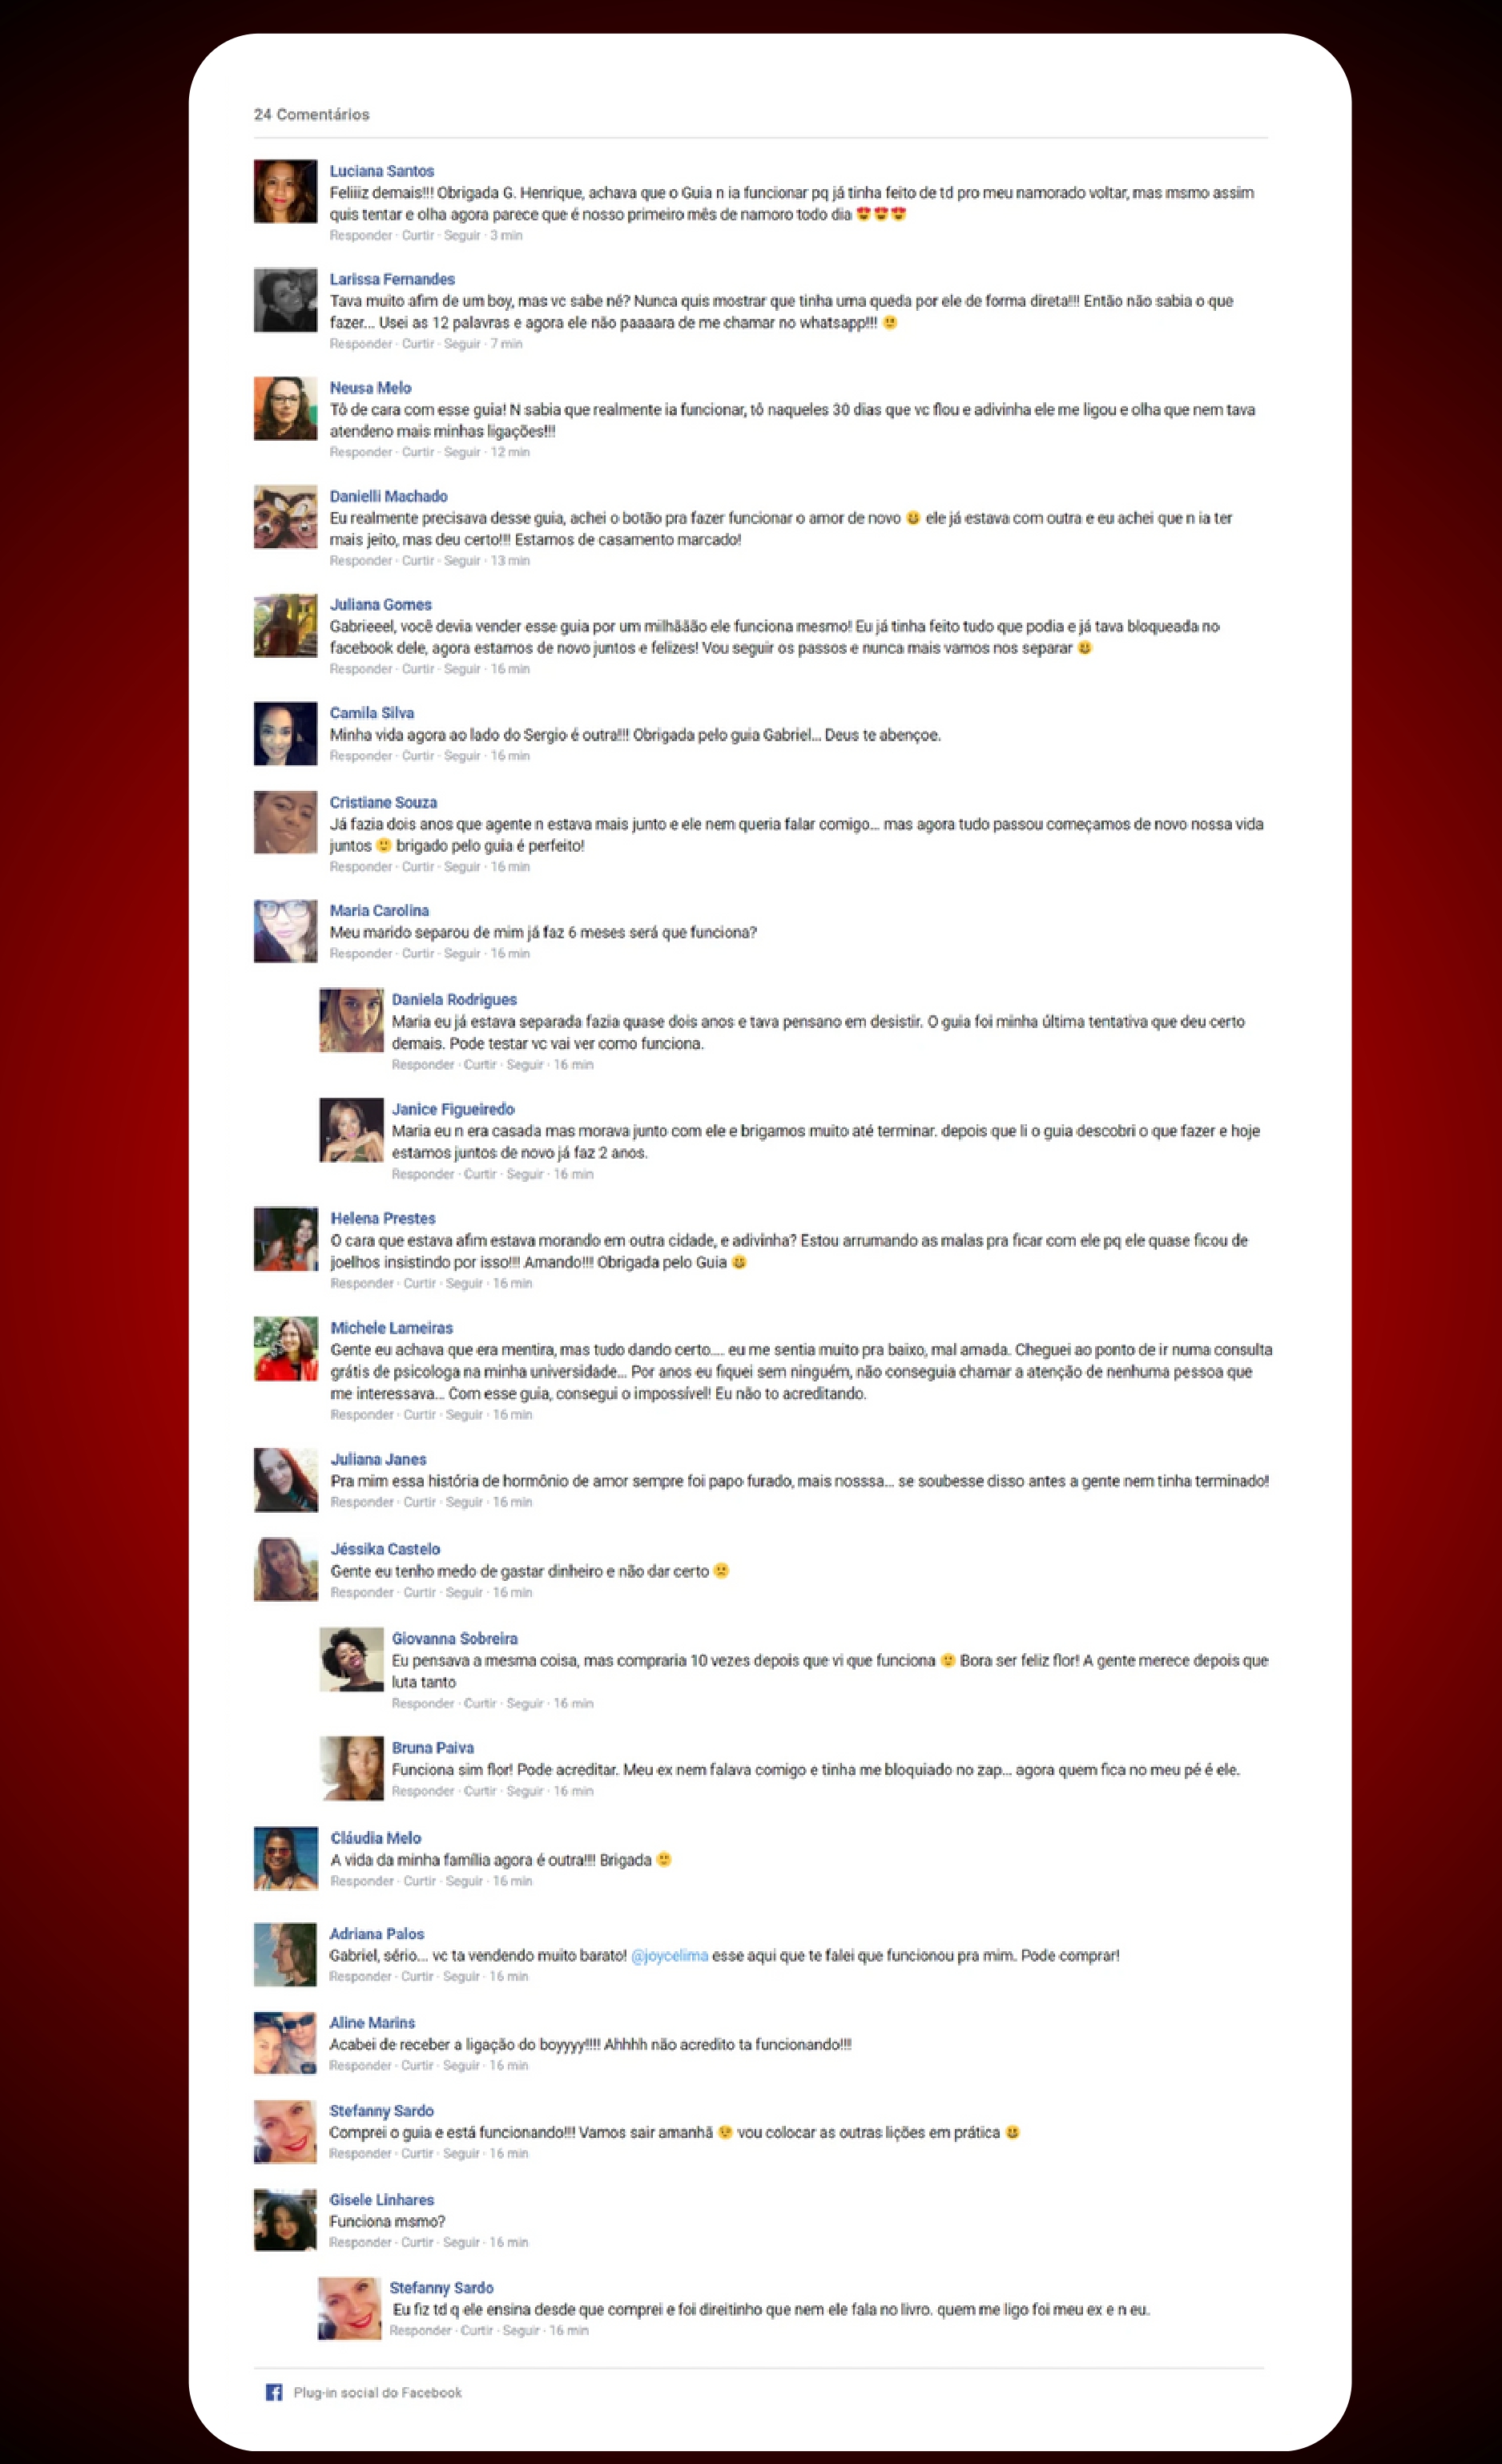 24 Comentários
Luciana Santos
Feliiiz demais!!! Obrigada G. Henrique, achava que o Guia n ia funcionar pq já tinha feito de td pro meu namorado voltar, mas msmo assim
quis tentar e olha agora parece que é nosso primeiro mês de namoro todo dia 😍😍😍
Responder · Curtir · Seguir · 3 min
Larissa Fernandes
Tava muito afim de um boy, mas vc sabe né? Nunca quis mostrar que tinha uma queda por ele de forma direta!!! Então não sabia o que
fazer... Usei as 12 palavras e agora ele não paaaara de me chamar no whatsapp!!! 🙂
Responder · Curtir · Seguir · 7 min
Neusa Melo
Tô de cara com esse guia! N sabia que realmente ia funcionar, tô naqueles 30 dias que vc flou e adivinha ele me ligou e olha que nem tava
atendeno mais minhas ligações!!!
Responder · Curtir · Seguir · 12 min
Danielli Machado
Eu realmente precisava desse guia, achei o botão pra fazer funcionar o amor de novo 😃 ele já estava com outra e eu achei que n ia ter
mais jeito, mas deu certo!!! Estamos de casamento marcado!
Responder · Curtir · Seguir · 13 min
Juliana Gomes
Gabrieeel, você devia vender esse guia por um milhãããão ele funciona mesmo! Eu já tinha feito tudo que podia e já tava bloqueada no
facebook dele, agora estamos de novo juntos e felizes! Vou seguir os passos e nunca mais vamos nos separar 😃
Responder · Curtir · Seguir · 16 min
Camila Silva
Minha vida agora ao lado do Sergio é outra!!! Obrigada pelo guia Gabriel... Deus te abençoe.
Responder · Curtir · Seguir · 16 min
Cristiane Souza
Já fazia dois anos que agente n estava mais junto e ele nem queria falar comigo... mas agora tudo passou começamos de novo nossa vida
juntos 🙂 brigado pelo guia é perfeito!
Responder · Curtir · Seguir · 16 min
Maria Carolina
Meu marido separou de mim já faz 6 meses será que funciona?
Responder · Curtir · Seguir · 16 min
Daniela Rodrigues
Maria eu já estava separada fazia quase dois anos e tava pensano em desistir. O guia foi minha última tentativa que deu certo
demais. Pode testar vc vai ver como funciona.
Responder · Curtir · Seguir · 16 min
Janice Figueiredo
Maria eu n era casada mas morava junto com ele e brigamos muito até terminar. depois que li o guia descobri o que fazer e hoje
estamos juntos de novo já faz 2 anos.
Responder · Curtir · Seguir · 16 min
Helena Prestes
O cara que estava afim estava morando em outra cidade, e adivinha? Estou arrumando as malas pra ficar com ele pq ele quase ficou de
joelhos insistindo por isso!!! Amando!!! Obrigada pelo Guia 😃
Responder · Curtir · Seguir · 16 min
Michele Lameiras
Gente eu achava que era mentira, mas tudo dando certo.... eu me sentia muito pra baixo, mal amada. Cheguei ao ponto de ir numa consulta
grátis de psicologa na minha universidade... Por anos eu fiquei sem ninguém, não conseguia chamar a atenção de nenhuma pessoa que
me interessava... Com esse guia, consegui o impossível! Eu não to acreditando.
Responder · Curtir · Seguir · 16 min
Juliana Janes
Pra mim essa história de hormônio de amor sempre foi papo furado, mais nosssa... se soubesse disso antes a gente nem tinha terminado!
Responder · Curtir · Seguir · 16 min
Jéssika Castelo
Gente eu tenho medo de gastar dinheiro e não dar certo 🙁
Responder · Curtir · Seguir · 16 min
Giovanna Sobreira
Eu pensava a mesma coisa, mas compraria 10 vezes depois que vi que funciona 🙂 Bora ser feliz flor! A gente merece depois que
luta tanto
Responder · Curtir · Seguir · 16 min
Bruna Paiva
Funciona sim flor! Pode acreditar. Meu ex nem falava comigo e tinha me bloquiado no zap... agora quem fica no meu pé é ele.
Responder · Curtir · Seguir · 16 min
Cláudia Melo
A vida da minha família agora é outra!!! Brigada 🙂
Responder · Curtir · Seguir · 16 min
Adriana Palos
Gabriel, sério... vc ta vendendo muito barato! @joycelima esse aqui que te falei que funcionou pra mim. Pode comprar!
Responder · Curtir · Seguir · 16 min
Aline Marins
Acabei de receber a ligação do boyyyy!!!! Ahhhh não acredito ta funcionando!!!
Responder · Curtir · Seguir · 16 min
Stefanny Sardo
Comprei o guia e está funcionando!!! Vamos sair amanhã 😉 vou colocar as outras lições em prática 😃
Responder · Curtir · Seguir · 16 min
Gisele Linhares
Funciona msmo?
Responder · Curtir · Seguir · 16 min
Stefanny Sardo
Eu fiz td q ele ensina desde que comprei e foi direitinho que nem ele fala no livro. quem me ligo foi meu ex e n eu.
Responder · Curtir · Seguir · 16 min
Plug-in social do Facebook